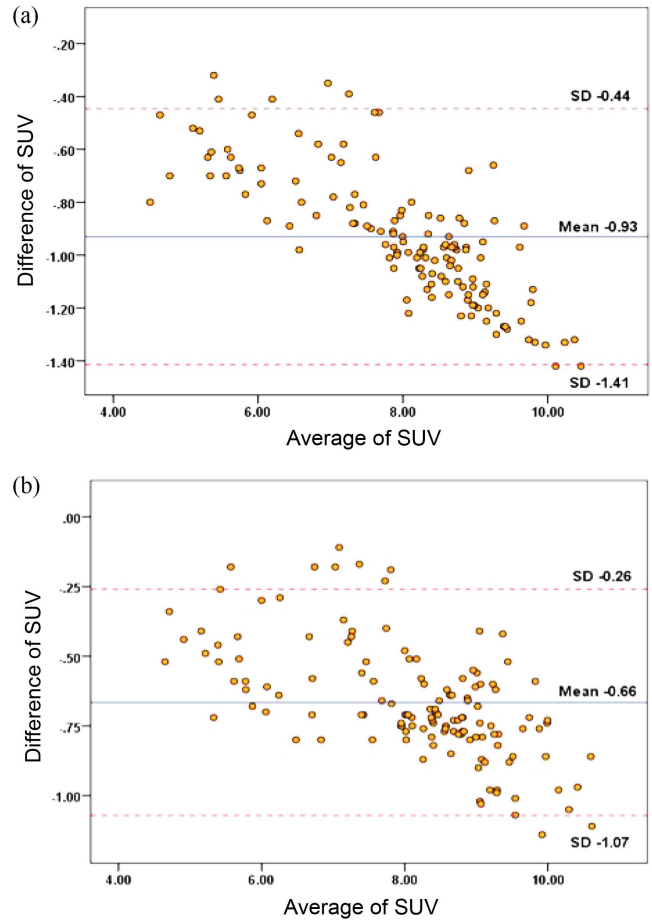 (a)
-.20
-.40
SD -0.44
-.60
-.80
Mean -0.93
-1.00
-1.20
-1.40
SD -1.41
Difference of SUV
4.00 6.00 8.00 10.00
Average of SUV
(b)
.00
-.25
SD -0.26
-.50
Mean -0.66
-.75
-1.00
SD -1.07
Difference of SUV
4.00 6.00 8.00 10.00
Average of SUV